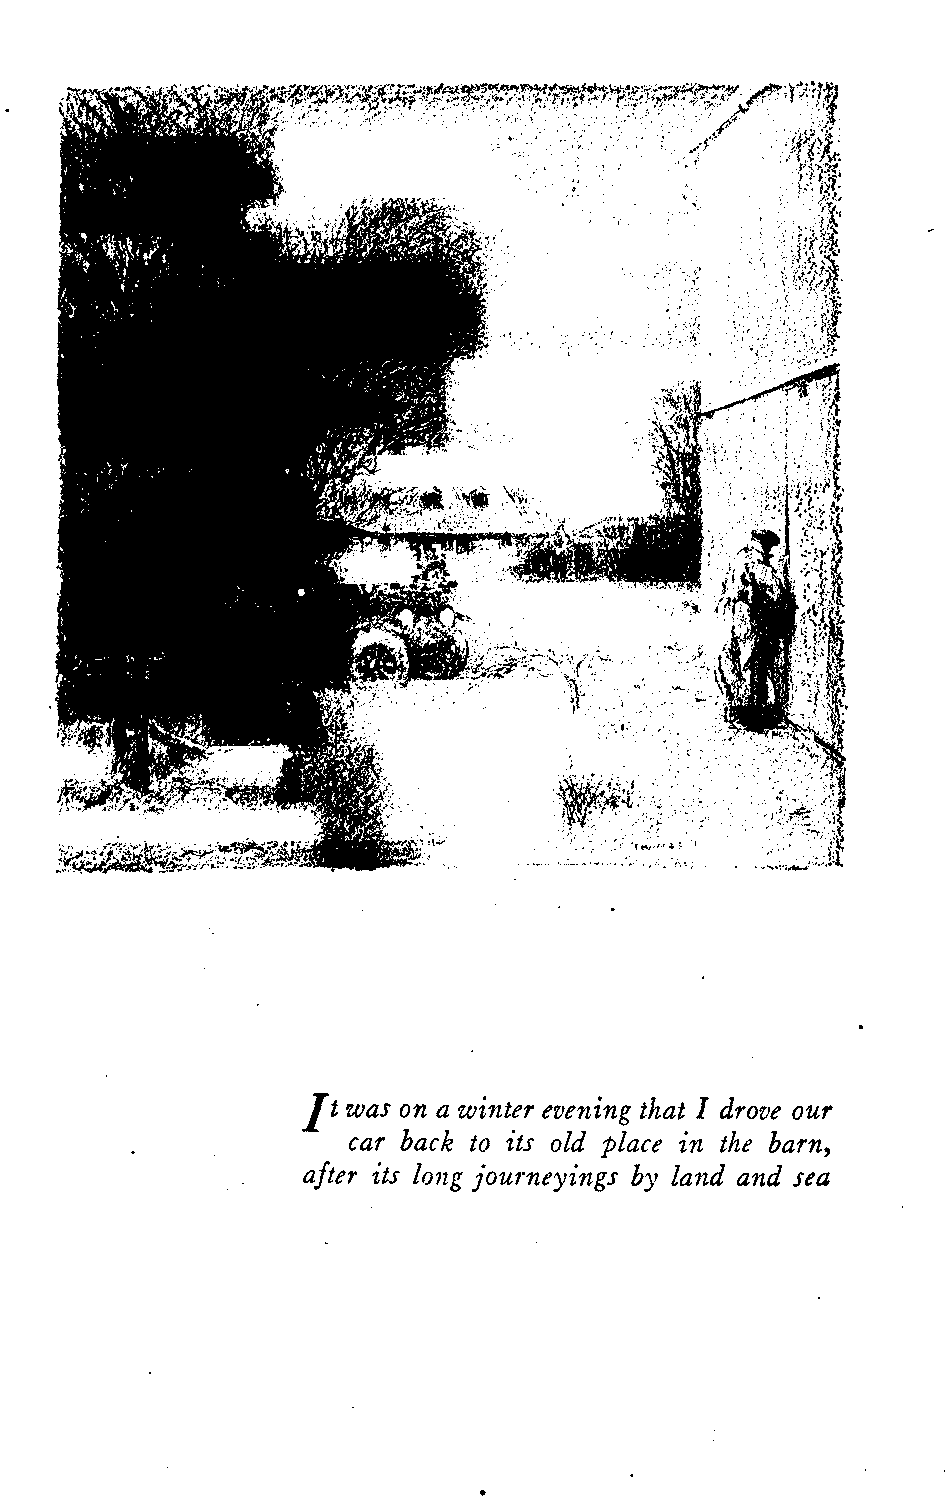 It was on a winter evening that I drove our
car back to its old place in the barn,
after its long journeyings by land and sea